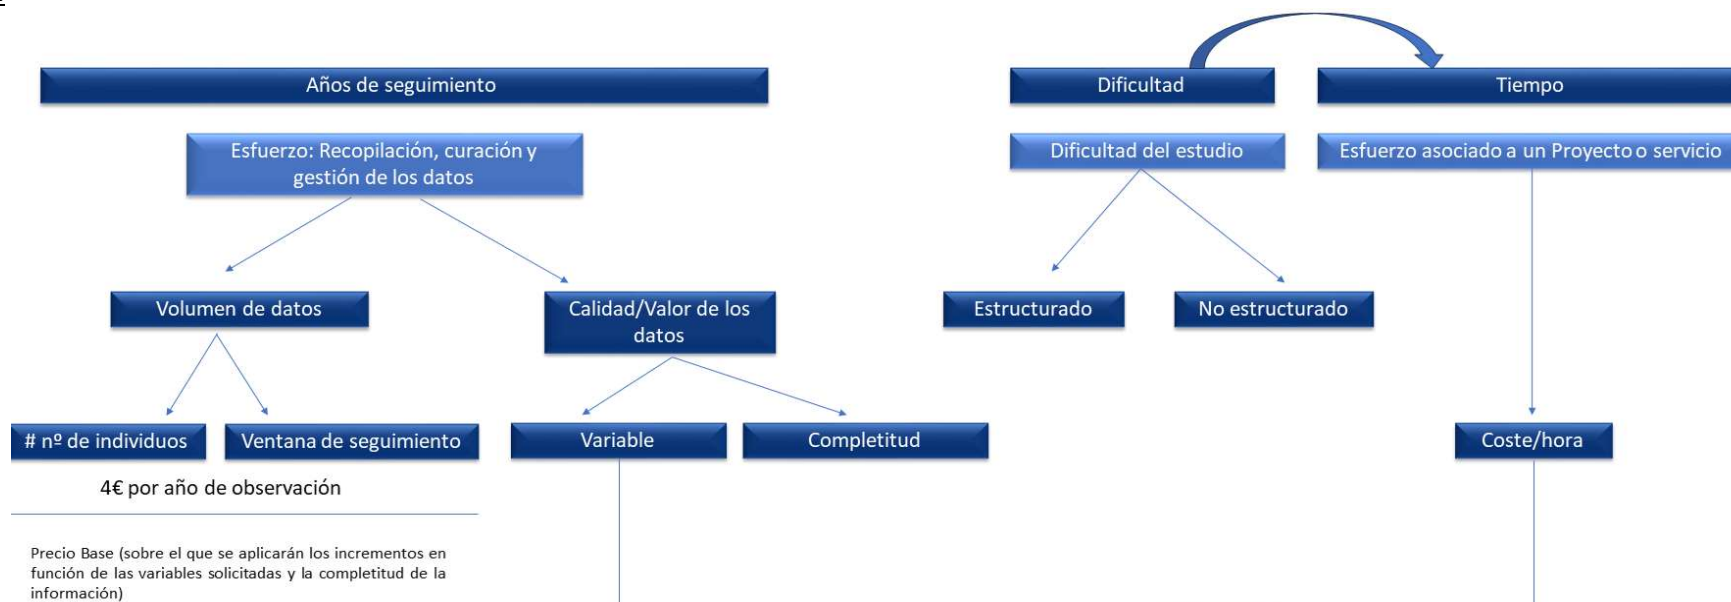 Años de seguimiento
Dificultad
Tiempo
Esfuerzo: Recopilación, curación y
gestión de los datos
Dificultad del estudio
Esfuerzo asociado a un Proyecto o servicio
Volumen de datos
Calidad/Valor de los
datos
Estructurado
No estructurado
# nº de individuos
Ventana de seguimiento
Variable
Completitud
Coste/hora
4€ por año de observación
Precio Base (sobre el que se aplicarán los incrementos en
función de las variables solicitadas y la completitud de la
información)